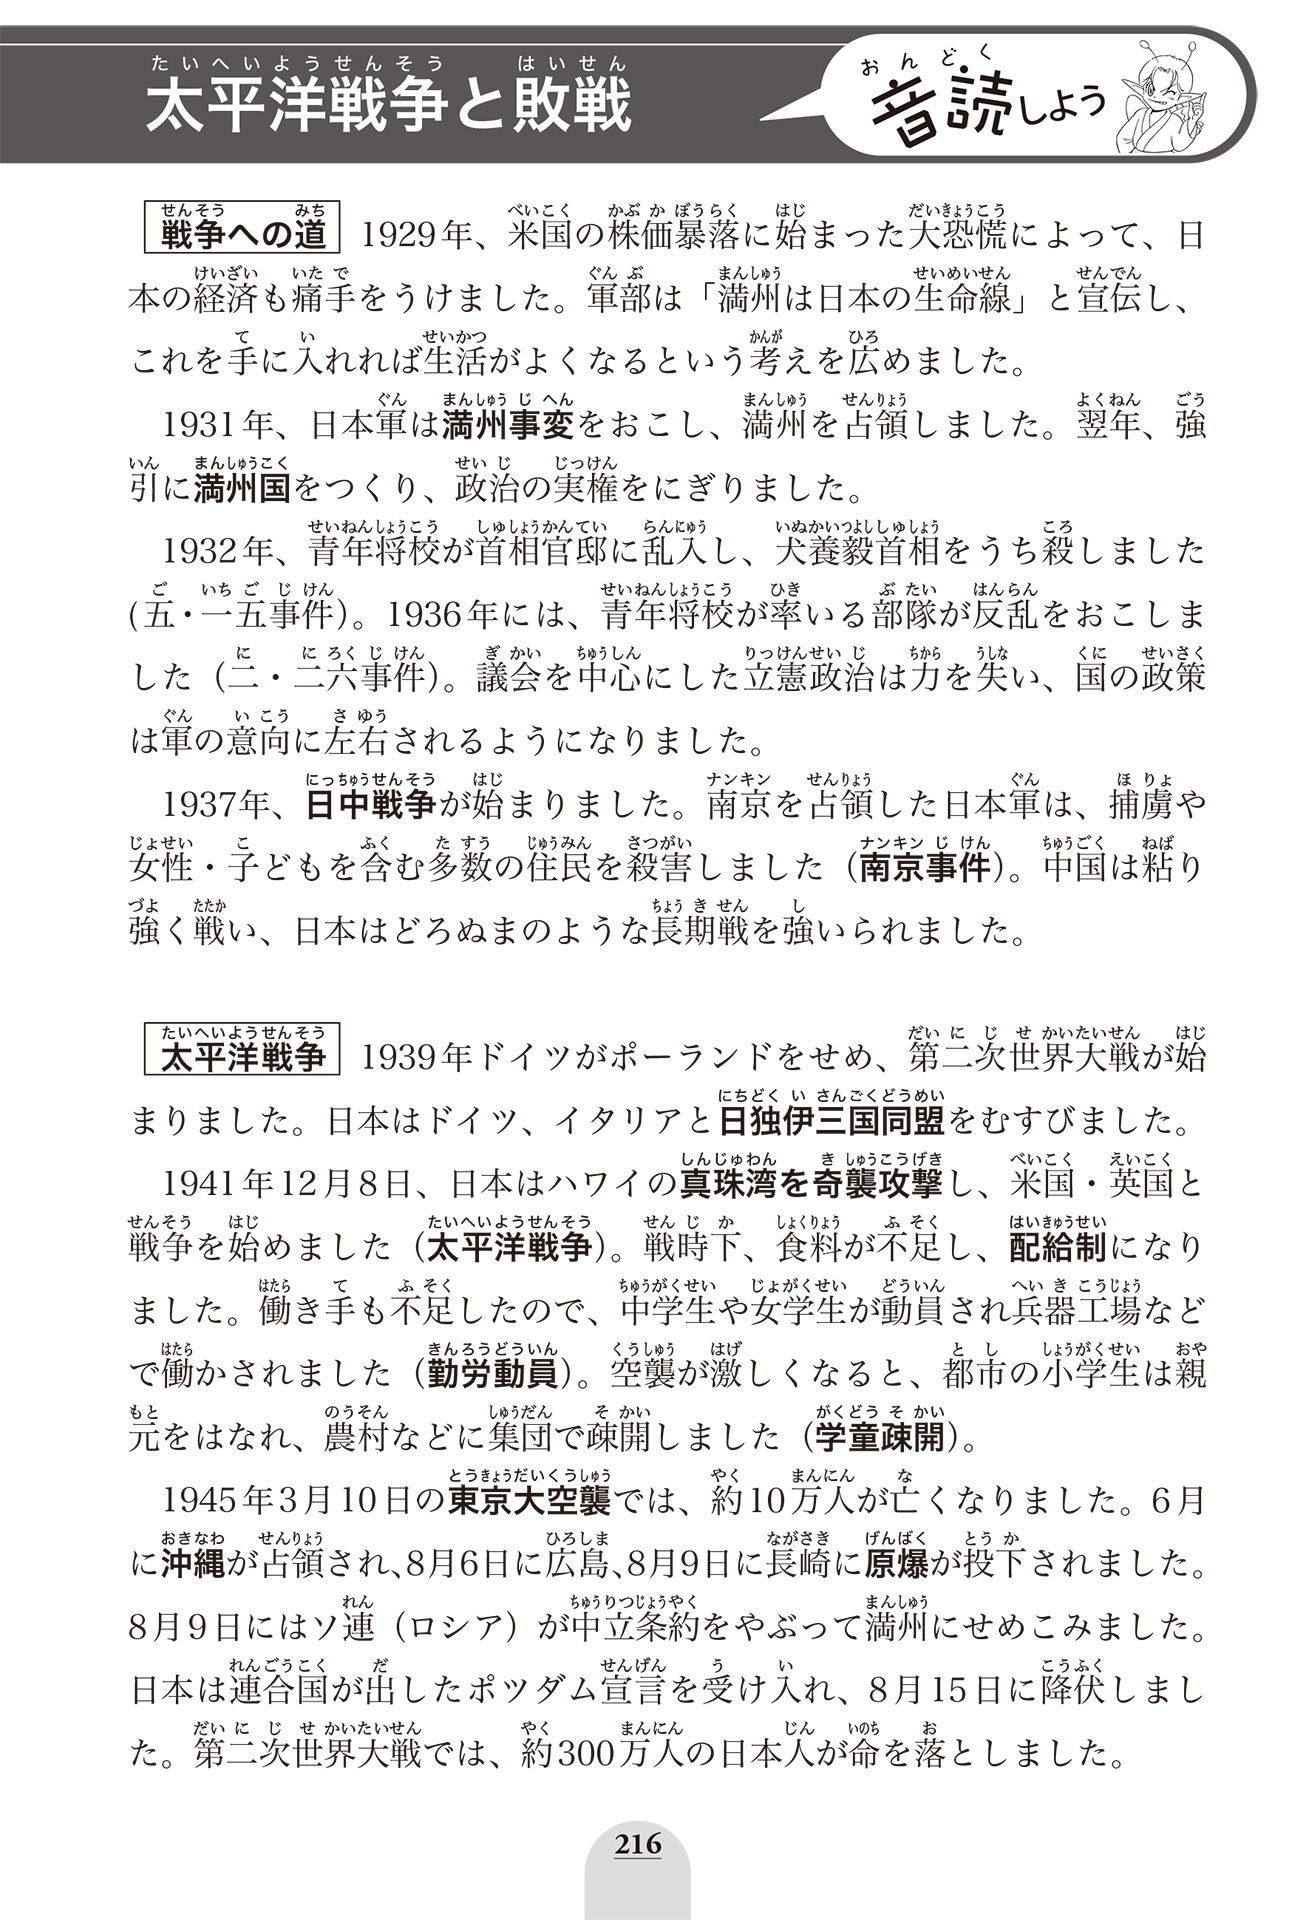 太平洋戦争と敗戦
音読しよう
戦争への道 1929年、米国の株価暴落に始まった大恐慌によって、日
本の経済も痛手をうけました。軍部は「満州は日本の生命線」と宣伝し、
これを手に入れれば生活がよくなるという考えを広めました。
1931年、日本軍は満州事変をおこし、満州を占領しました。翌年、強
引に満州国をつくり、政治の実権をにぎりました。
1932年、青年将校が首相官邸に乱入し、犬養毅首相をうち殺しました
(五・一五事件)。1936年には、青年将校が率いる部隊が反乱をおこしま
した（二・二六事件)。議会を中心にした立憲政治は力を失い、国の政策
は軍の意向に左右されるようになりました。
1937年、日中戦争が始まりました。南京を占領した日本軍は、捕虜や
女性・子どもを含む多数の住民を殺害しました（南京事件)。中国は粘り
強く戦い、日本はどろぬまのような長期戦を強いられました。
太平洋戦争 1939年ドイツがポーランドをせめ、第二次世界大戦が始
まりました。日本はドイツ、イタリアと日独伊三国同盟をむすびました。
1941年12月8日、日本はハワイの真珠湾を奇襲攻撃し、米国・英国と
戦争を始めました（太平洋戦争)。戦時下、食料が不足し、配給制になり
ました。働き手も不足したので、中学生や女学生が動員され兵器工場など
で働かされました（勤労動員)。空襲が激しくなると、都市の小学生は親
元をはなれ、農村などに集団で疎開しました（学童疎開)。
1945年3月10日の東京大空襲では、約10万人が亡くなりました。6月
に沖縄が占領され、8月6日に広島、8月9日に長崎に原爆が投下されました。
8月9日にはソ連（ロシア）が中立条約をやぶって満州にせめこみました。
日本は連合国が出したポツダム宣言を受け入れ、8月15日に降伏しまし
た。第二次世界大戦では、約300万人の日本人が命を落としました。
216